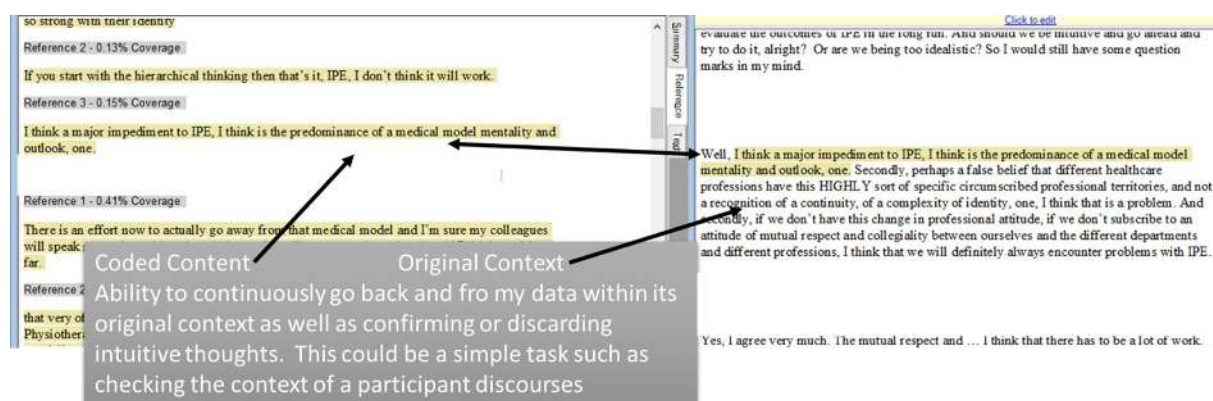 so strong with their identity
Reference 2 - 0.13% Coverage
If you start with the hierarchical thinking then that's it, IPE, I don't think it will work.
Reference 3 - 0.15% Coverage
I think a major impediment to IPE, I think is the predominance of a medical model mentality and
outlook, one.
Reference 1 - 0.41% Coverage
There is an effort now to actually go away from that medical model and I'm sure my colleagues
will speak
far.
Reference 2
that very of
Physiothera
Coded Content
Original Context
Ability to continuously go back and fro my data within its
original context as well as confirming or discarding
intuitive thoughts. This could be a simple task such as
checking the context of a participant discourses
Summary
Reference
Click to edit
evaluate the outcomes of IPE in the long run. And should we be intuitive and go ahead and
try to do it, alright? Or are we being too idealistic? So I would still have some question
marks in my mind.
Well, I think a major impediment to IPE, I think is the predominance of a medical model
mentality and outlook, one. Secondly, perhaps a false belief that different healthcare
professions have this HIGHLY sort of specific circumscribed professional territories, and not
a recognition of a continuity, of a complexity of identity, one, I think that is a problem. And
secondly, if we don't have this change in professional attitude, if we don't subscribe to an
attitude of mutual respect and collegiality between ourselves and the different departments
and different professions, I think that we will definitely always encounter problems with IPE.
Yes, I agree very much. The mutual respect and … I think that there has to be a lot of work.